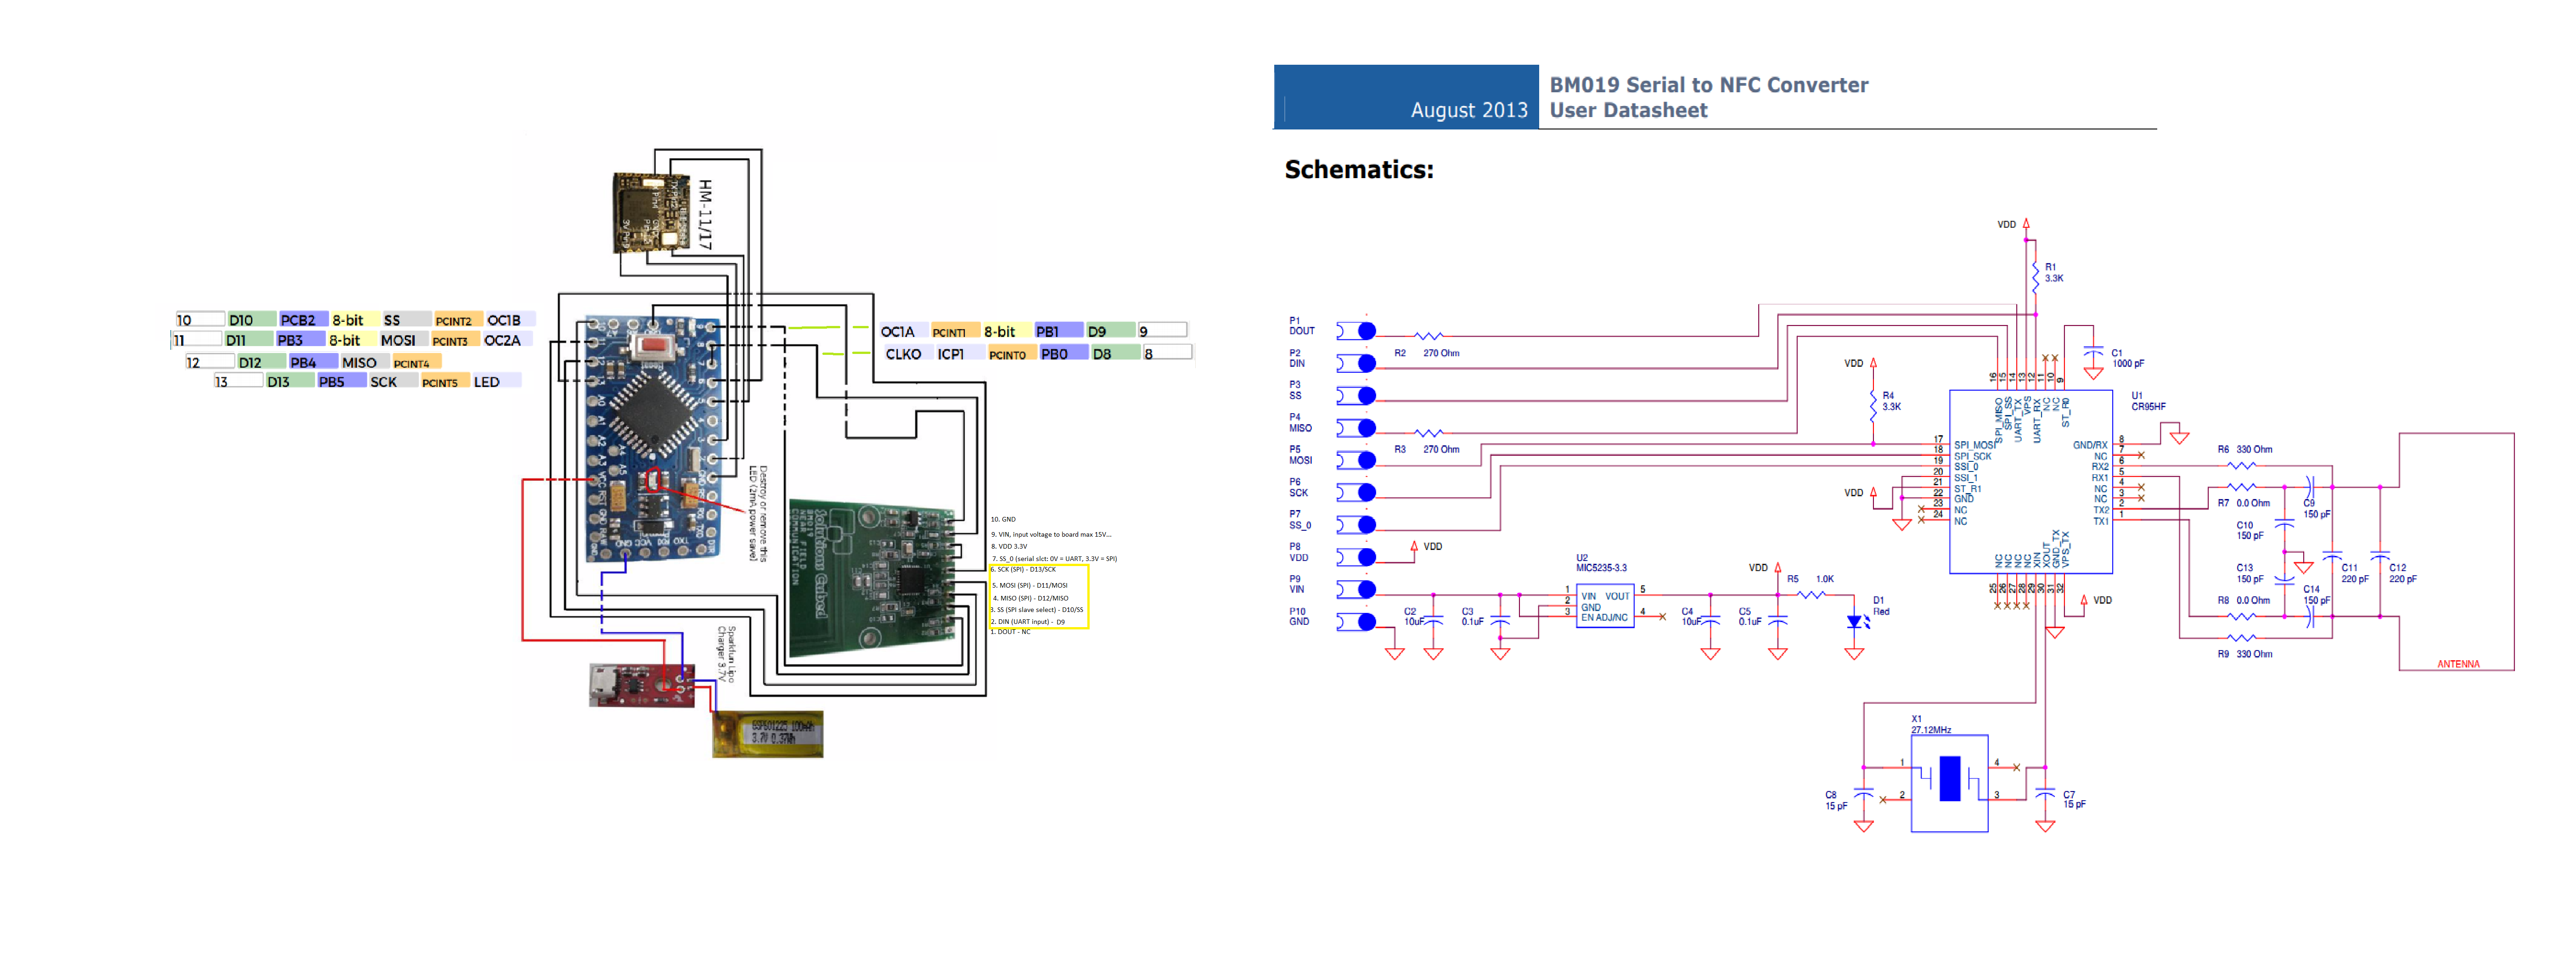 HM-11/17
10 D10 PCB2 8-bit SS PCINT2 OC1B
11 D11 PB3 8-bit MOSI PCINT3 OC2A
12 D12 PB4 MISO PCINT4
13 D13 PB5 SCK PCINT5 LED
OC1A PCINT1 8-bit PB1 D9 9
CLKO ICP1 PCINT0 PB0 D8 8
Destroy or remove this
LED (2mA power save)
Solutions Cubed
BM019
NEAR FIELD
COMMUNICATION
10. GND
9. VIN, input voltage to board max 15V...
8. VDD 3.3V
7. SS_0 (serial slct: 0V = UART, 3.3V = SPI)
6. SCK (SPI) - D13/SCK
5. MOSI (SPI) - D11/MOSI
4. MISO (SPI) - D12/MISO
3. SS (SPI slave select) - D10/SS
2. DIN (UART input) - D9
1. DOUT - NC
Sparkfun Lipo
Charger 3.7V
GSP601225 100mAh
3.7V 0.37Wh
August 2013
BM019 Serial to NFC Converter
User Datasheet
Schematics:
VDD
R1
3.3K
P1
DOUT
R2 270 Ohm
P2
DIN
P3
SS
P4
MISO
R3 270 Ohm
P5
MOSI
P6
SCK
P7
SS_0
P8
VDD
VDD
P9
VIN
P10
GND
VDD
R4
3.3K
VDD
C1
1000 pF
U1
CR95HF
16 15 14 13 12 11 10 9
SPI_MISO
SPI_SS
UART_TX
VPS
UART_RX
NC
NC
ST_R0
17 SPI_MOSI
18 SPI_SCK
19 SSI_0
20 SSI_1
21 ST_R1
22 GND
23 NC
24 NC
GND/RX 8
NC 7
RX2 6
RX1 5
NC 4
NC 3
TX2 2
TX1 1
NC
NC
NC
NC
XIN
XOUT
GND_TX
VPS_TX
25 26 27 28 29 30 31 32
VDD
R6 330 Ohm
R7 0.0 Ohm
C9
150 pF
C10
150 pF
C13
150 pF
C14
150 pF
C11
220 pF
C12
220 pF
R8 0.0 Ohm
R9 330 Ohm
ANTENNA
U2
MIC5235-3.3
1 VIN VOUT 5
2 GND
3 EN ADJ/NC 4
C2
10uF
C3
0.1uF
C4
10uF
C5
0.1uF
VDD
R5 1.0K
D1
Red
X1
27.12MHz
1
2
4
3
C8
15 pF
C7
15 pF